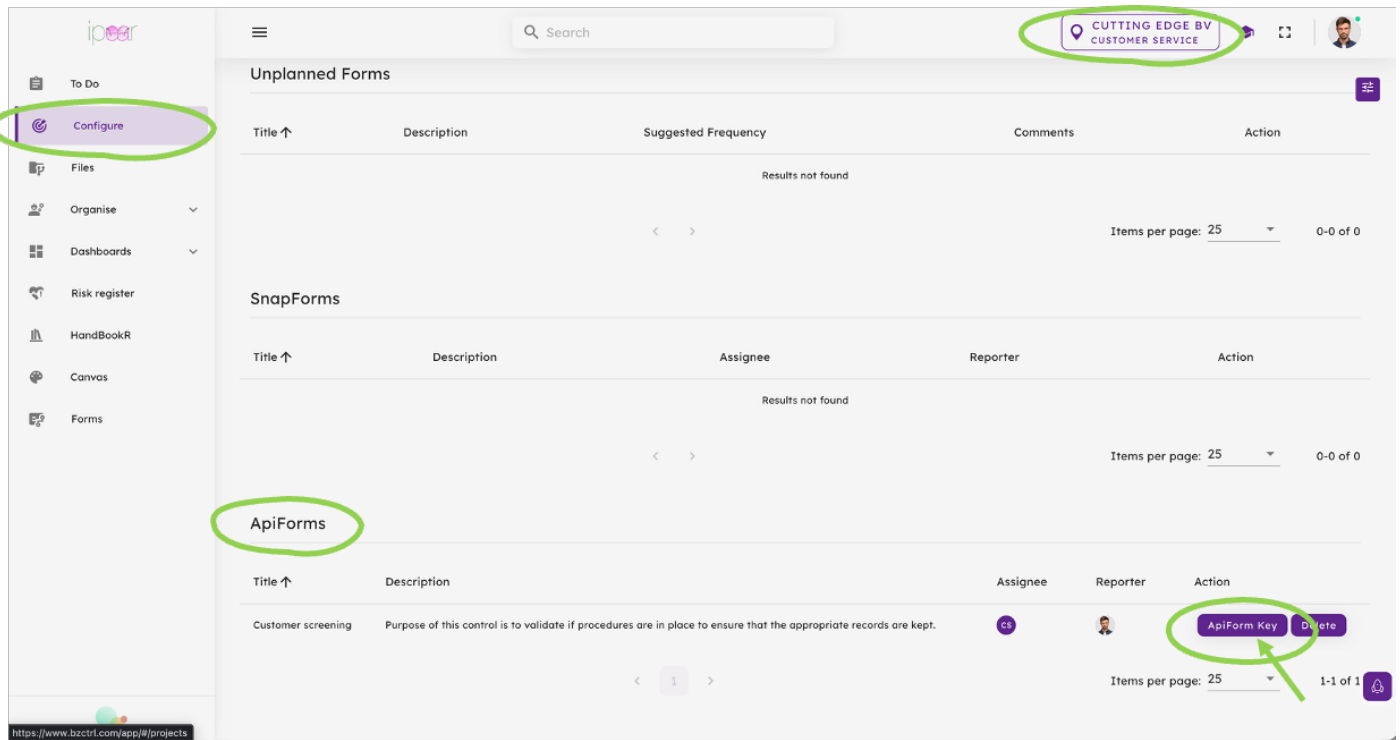 ipear
Search
CUTTING EDGE BV
CUSTOMER SERVICE
To Do
Configure
Files
Organise
Dashboards
Risk register
HandBookR
Canvas
Forms
Unplanned Forms
Title Description Suggested Frequency Comments Action
Results not found
Items per page: 25 0-0 of 0
SnapForms
Title Description Assignee Reporter Action
Results not found
Items per page: 25 0-0 of 0
ApiForms
Title Description Assignee Reporter Action
Customer screening Purpose of this control is to validate if procedures are in place to ensure that the appropriate records are kept. CS ApiForm Key Delete
1 Items per page: 25 1-1 of 1
https://www.bzctrl.com/app/#/projects